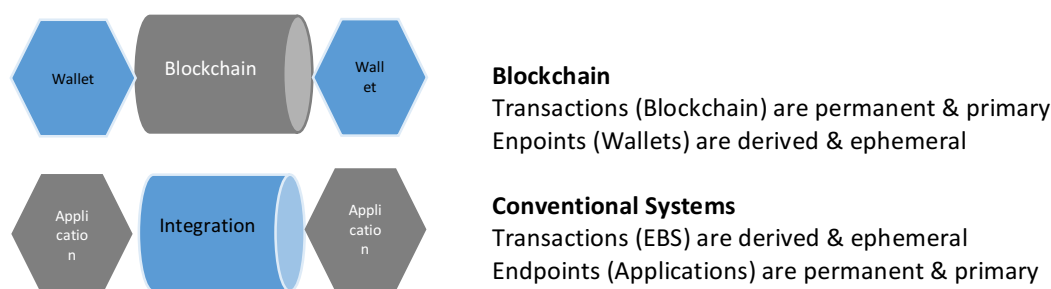 Wallet
Blockchain
Wall
et
Blockchain
Transactions (Blockchain) are permanent & primary
Enpoints (Wallets) are derived & ephemeral
Appli
catio
n
Integration
Appli
catio
n
Conventional Systems
Transactions (EBS) are derived & ephemeral
Endpoints (Applications) are permanent & primary